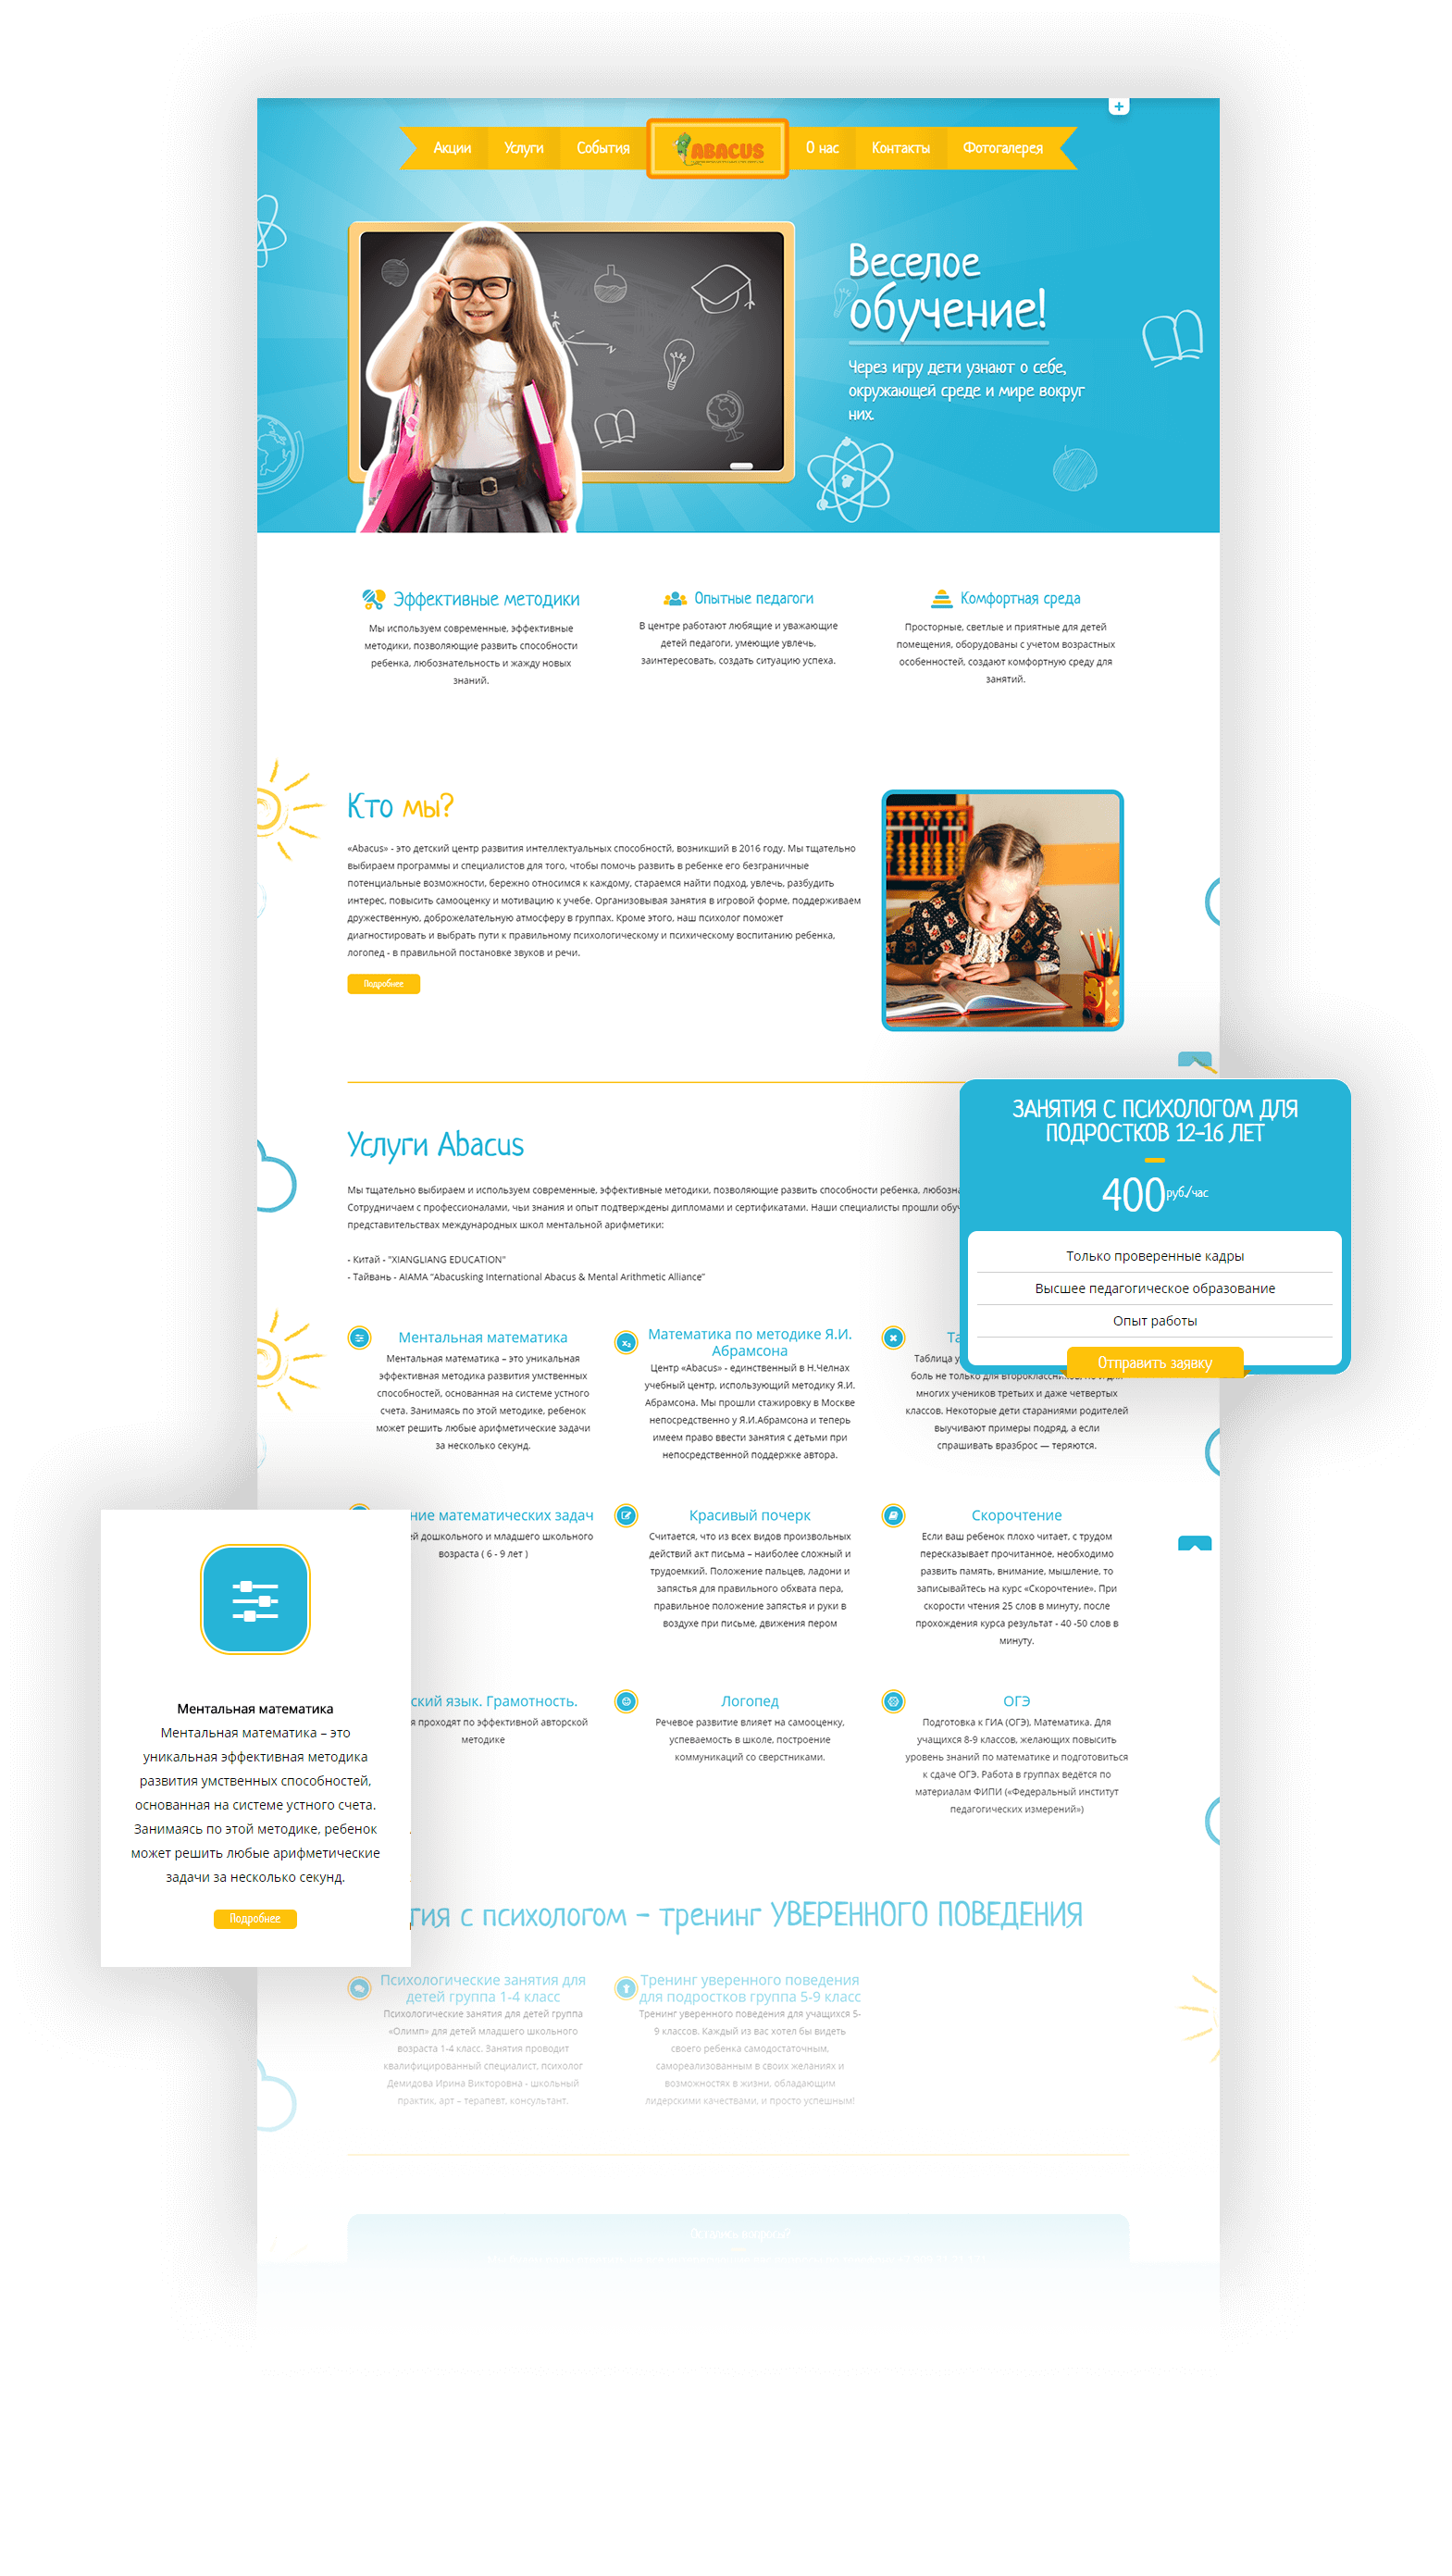 Акции Услуги События ABACUS О нас Контакты Фотогалерея
Веселое
обучение!
Через игру дети узнают о себе,
окружающей среде и мире вокруг
них.
Эффективные методики
Мы используем современные, эффективные
методики, позволяющие развить способности
ребенка, любознательность и жажду новых
знаний.
Опытные педагоги
В центре работают любящие и уважающие
детей педагоги, умеющие увлечь,
заинтересовать, создать ситуацию успеха.
Комфортная среда
Просторные, светлые и приятные для детей
помещения, оборудованы с учетом возрастных
особенностей, создают комфортную среду для
занятий.
Кто мы?
«Abacus» - это детский центр развития интеллектуальных способностй, возникший в 2016 году. Мы тщательно
выбираем программы и специалистов для того, чтобы помочь развить в ребенке его безграничные
потенциальные возможности, бережно относимся к каждому, стараемся найти подход, увлечь, разбудить
интерес, повысить самооценку и мотивацию к учебе. Организовывая занятия в игровой форме, поддерживаем
дружественную, доброжелательную атмосферу в группах. Кроме этого, наш психолог поможет
диагностировать и выбрать пути к правильному психологическому и психическому воспитанию ребенка,
логопед - в правильной постановке звуков и речи.
Подробнее
ЗАНЯТИЯ С ПСИХОЛОГОМ ДЛЯ
ПОДРОСТКОВ 12-16 ЛЕТ
400 руб./час
Только проверенные кадры
Высшее педагогическое образование
Опыт работы
Отправить заявку
Услуги Abacus
Мы тщательно выбираем и используем современные, эффективные методики, позволяющие развить способности ребенка, любозна
Сотрудничаем с профессионалами, чьи знания и опыт подтверждены дипломами и сертификатами. Наши специалисты прошли обу
представительствах международных школ ментальной арифметики:
- Китай - "XIANGLIANG EDUCATION"
- Тайвань - AIAMA "Abacusking International Abacus & Mental Arithmetic Alliance"
Ментальная математика
Ментальная математика – это уникальная
эффективная методика развития умственных
способностей, основанная на системе устного
счета. Занимаясь по этой методике, ребенок
может решить любые арифметические задачи
за несколько секунд.
Математика по методике Я.И.
Абрамсона
Центр «Abacus» - единственный в Н.Челнах
учебный центр, использующий методику Я.И.
Абрамсона. Мы прошли стажировку в Москве
непосредственно у Я.И.Абрамсона и теперь
имеем право ввести занятия с детьми при
непосредственной поддержке автора.
Та
Таблица у
боль не только для второклассник
многих учеников третьих и даже четвертых
классов. Некоторые дети стараниями родителей
выучивают примеры подряд, а если
спрашивать вразброс — теряются.
ние математических задач
ей дошкольного и младшего школьного
возраста ( 6 - 9 лет )
Красивый почерк
Считается, что из всех видов произвольных
действий акт письма – наиболее сложный и
трудоемкий. Положение пальцев, ладони и
запястья для правильного обхвата пера,
правильное положение запястья и руки в
воздухе при письме, движения пером
Скорочтение
Если ваш ребенок плохо читает, с трудом
пересказывает прочитанное, необходимо
развить память, внимание, мышление, то
записывайтесь на курс «Скорочтение». При
скорости чтения 25 слов в минуту, после
прохождения курса результат - 40 -50 слов в
минуту.
Ментальная математика
Ментальная математика – это
уникальная эффективная методика
развития умственных способностей,
основанная на системе устного счета.
Занимаясь по этой методике, ребенок
может решить любые арифметические
задачи за несколько секунд.
Подробнее
ский язык. Грамотность.
я проходят по эффективной авторской
методике
Логопед
Речевое развитие влияет на самооценку,
успеваемость в школе, построение
коммуникаций со сверстниками.
ОГЭ
Подготовка к ГИА (ОГЭ), Математика. Для
учащихся 8-9 классов, желающих повысить
уровень знаний по математике и подготовиться
к сдаче ОГЭ. Работа в группах ведётся по
материалам ФИПИ («Федеральный институт
педагогических измерений»)
тия с психологом - тренинг УВЕРЕННОГО ПОВЕДЕНИЯ
Психологические занятия для
детей группа 1-4 класс
Психологические занятия для детей группа
«Олимп» для детей младшего школьного
возраста 1-4 класс. Занятия проводит
квалифицированный специалист, психолог
Демидова Ирина Викторовна - школьный
практик, арт – терапевт, консультант.
Тренинг уверенного поведения
для подростков группа 5-9 класс
Тренинг уверенного поведения для учащихся 5-
9 классов. Каждый из вас хотел бы видеть
своего ребенка самодостаточным,
самореализованным в своих желаниях и
возможностях в жизни, обладающим
лидерскими качествами, и просто успешным!
Остались вопросы?